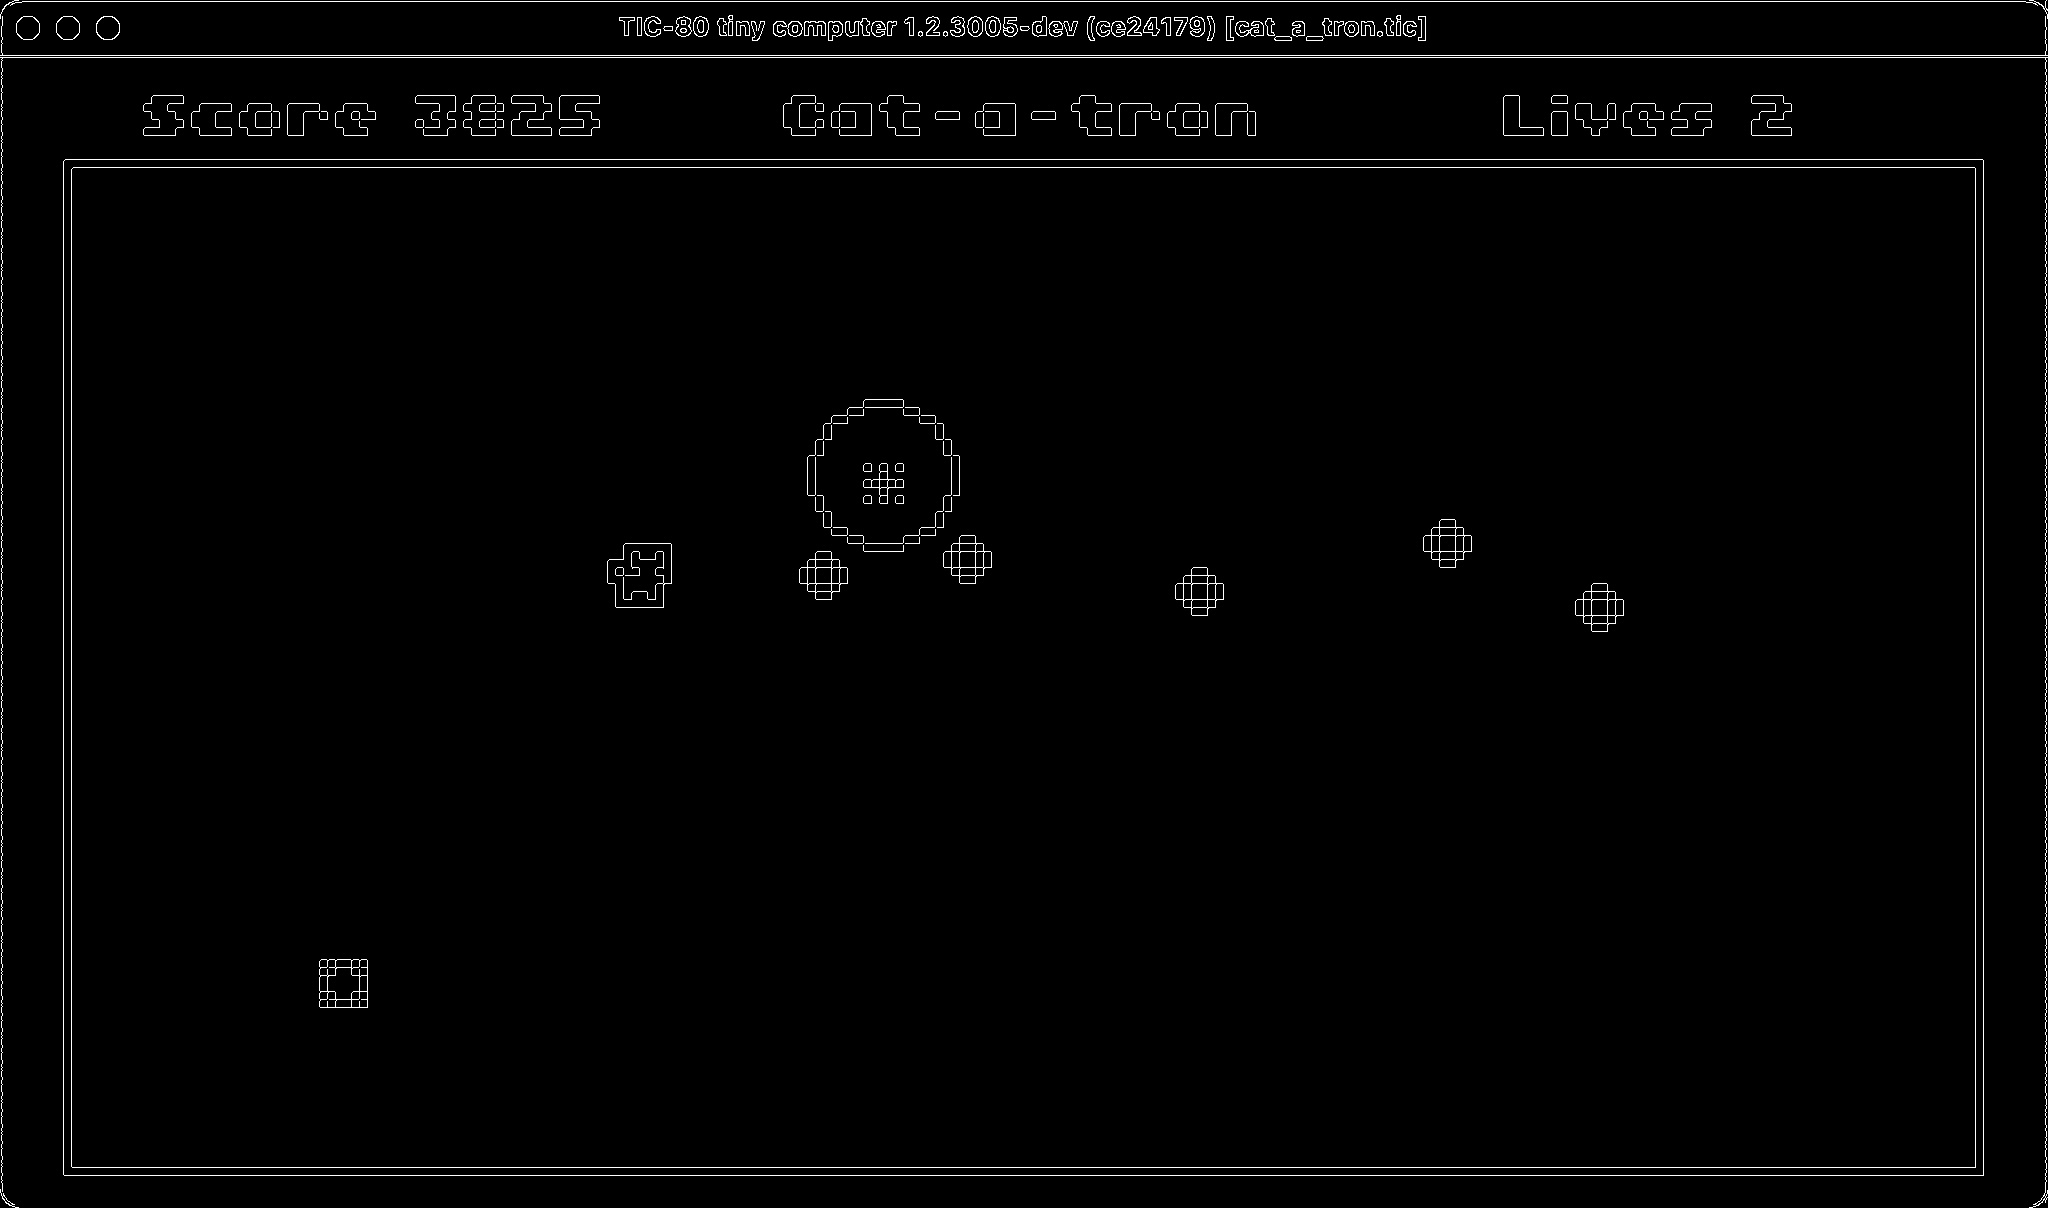 TIC-80 tiny computer 1.2.3005-dev (ce24179) [cat_a_tron.tic]
Score 3825 Cat-a-tron Lives 2